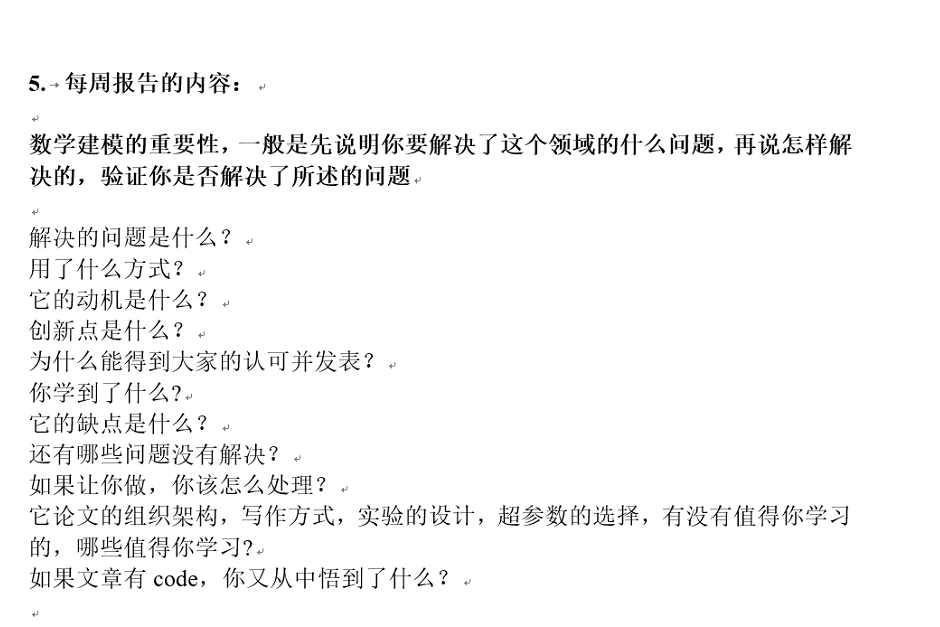 5. 每周报告的内容：
数学建模的重要性，一般是先说明你要解决了这个领域的什么问题，再说怎样解
决的，验证你是否解决了所述的问题
解决的问题是什么？
用了什么方式？
它的动机是什么？
创新点是什么？
为什么能得到大家的认可并发表？
你学到了什么?
它的缺点是什么？
还有哪些问题没有解决？
如果让你做，你该怎么处理？
它论文的组织架构，写作方式，实验的设计，超参数的选择，有没有值得你学习
的，哪些值得你学习?
如果文章有 code，你又从中悟到了什么？